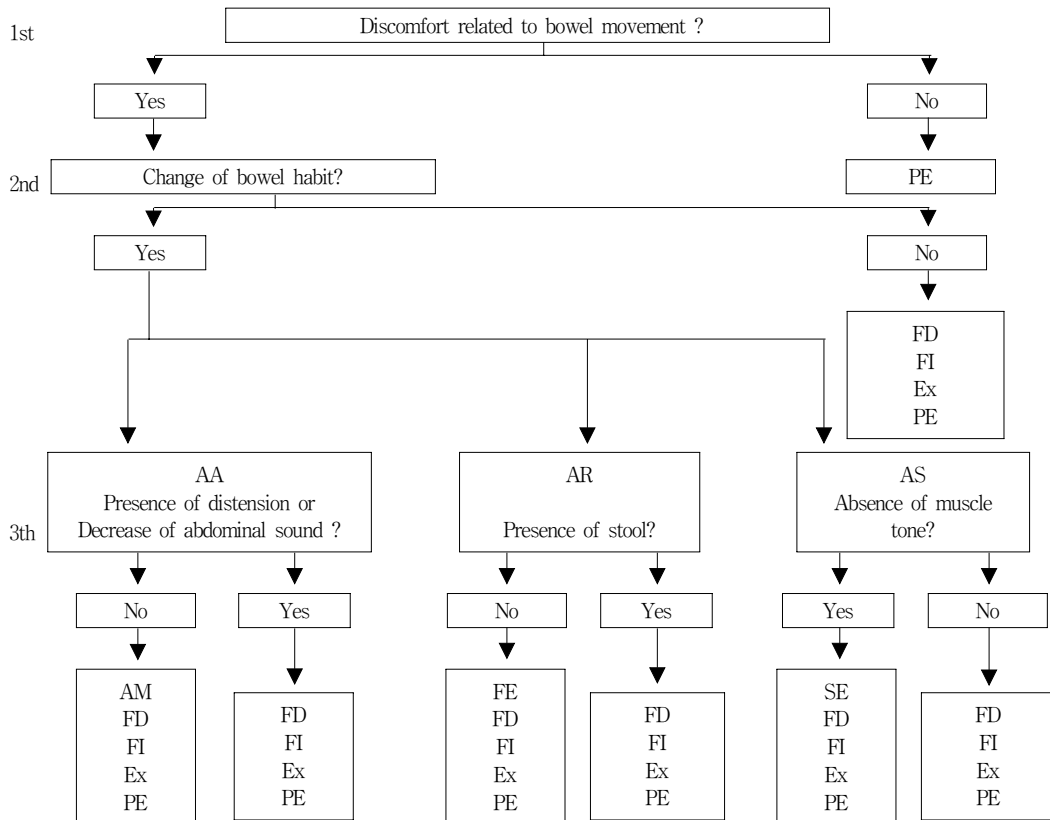 1st
Discomfort related to bowel movement ?
Yes
No
2nd
Change of bowel habit?
PE
Yes
No
FD
FI
Ex
PE
3th
AA
Presence of distension or
Decrease of abdominal sound ?
AR
Presence of stool?
AS
Absence of muscle
tone?
No
Yes
No
Yes
Yes
No
AM
FD
FI
Ex
PE
FD
FI
Ex
PE
FE
FD
FI
Ex
PE
FD
FI
Ex
PE
SE
FD
FI
Ex
PE
FD
FI
Ex
PE